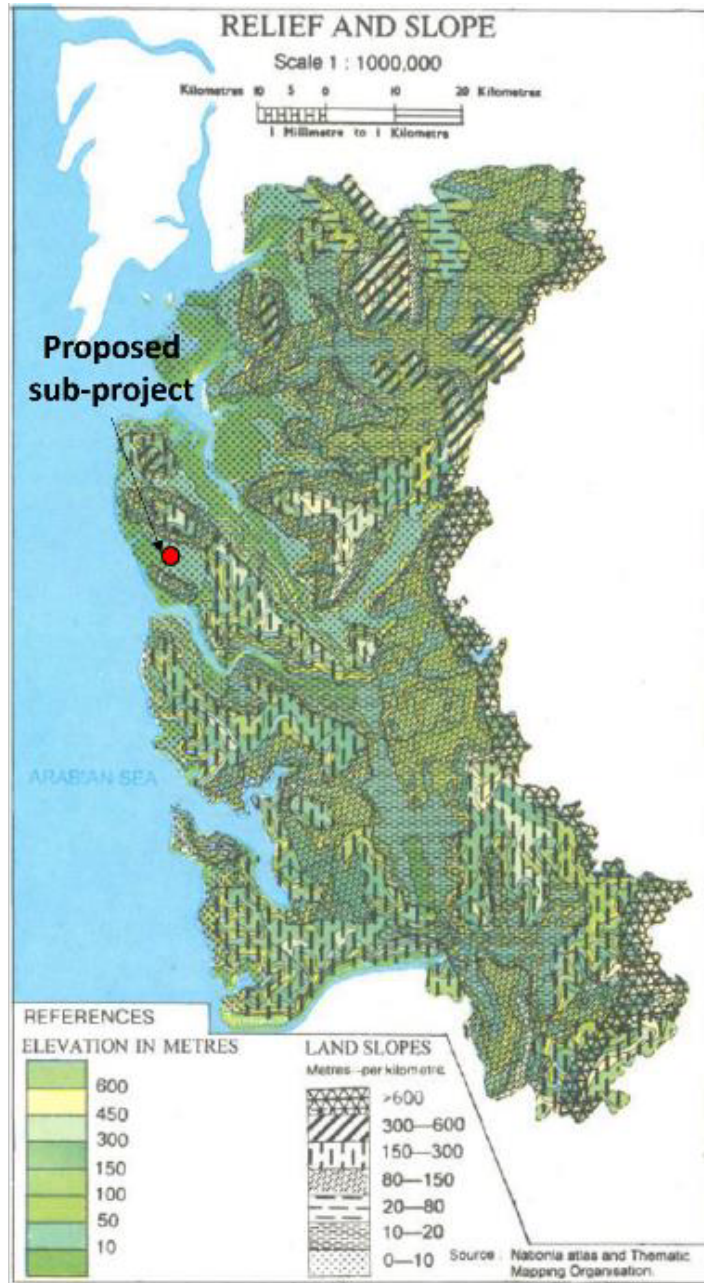 RELIEF AND SLOPE
Scale 1 : 1000,000
Kilometres 10 5 0 10 20 Kilometres
1 Millimetre to 1 Kilometre
Proposed
sub-project
ARABIAN SEA
REFERENCES
ELEVATION IN METRES
600
450
300
150
100
50
10
LAND SLOPES
Metres -per kilometre
>600
300—600
150—300
80—150
20—80
10—20
0—10
Source : Nationla atlas and Thematic
Mapping Organisation.